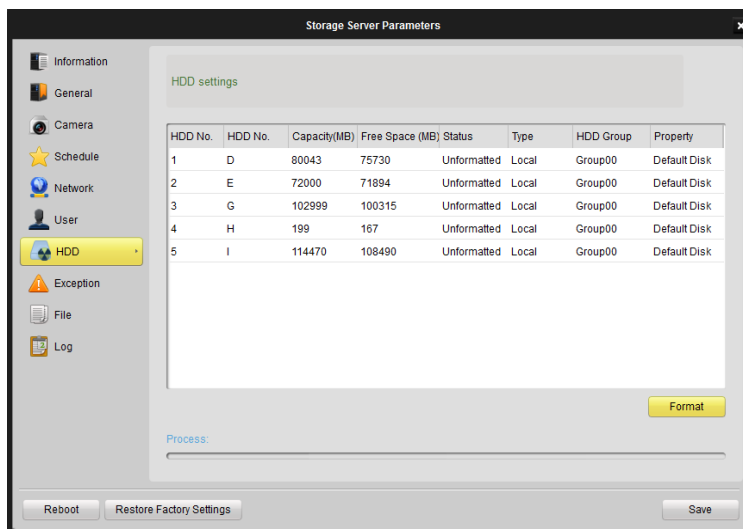 Storage Server Parameters
Information
General
Camera
Schedule
Network
User
HDD
Exception
File
Log
HDD settings
HDD No. HDD No. Capacity(MB) Free Space (MB) Status Type HDD Group Property
1 D 80043 75730 Unformatted Local Group00 Default Disk
2 E 72000 71894 Unformatted Local Group00 Default Disk
3 G 102999 100315 Unformatted Local Group00 Default Disk
4 H 199 167 Unformatted Local Group00 Default Disk
5 I 114470 108490 Unformatted Local Group00 Default Disk
Format
Process:
Reboot Restore Factory Settings Save